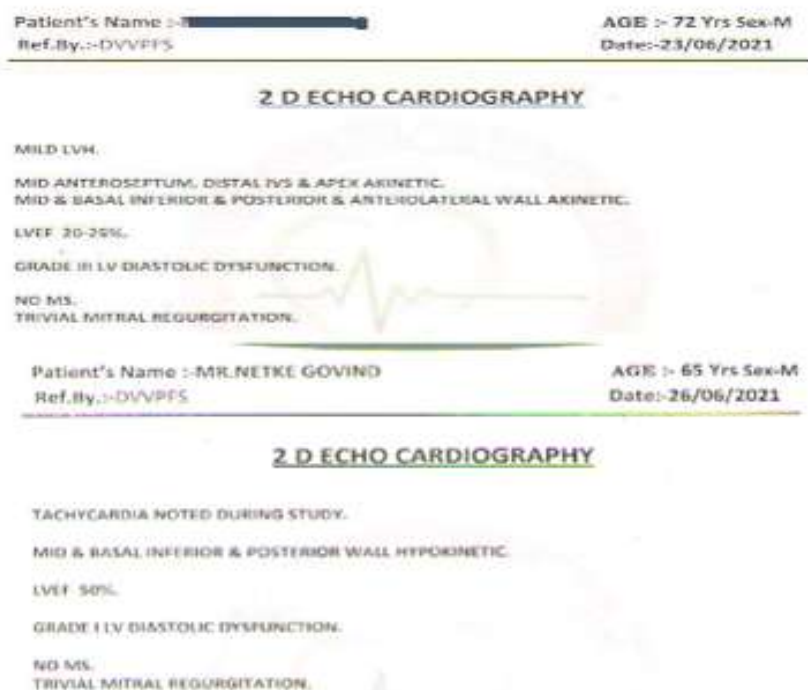 Patient's Name :-
AGE :- 72 Yrs Sex-M
Ref.By.:-DVVPFS
Date:-23/06/2021
2 D ECHO CARDIOGRAPHY
MILD LVH.
MID ANTEROSEPTUM, DISTAL IVS & APEX AKINETIC.
MID & BASAL INFERIOR & POSTERIOR & ANTEROLATERAL WALL AKINETIC.
LVEF 20-25%.
GRADE III LV DIASTOLIC DYSFUNCTION.
NO MS.
TRIVIAL MITRAL REGURGITATION.
Patient's Name :-MR.NETKE GOVIND
AGE :- 65 Yrs Sex-M
Ref.By.:-DVVPFS
Date:-26/06/2021
2 D ECHO CARDIOGRAPHY
TACHYCARDIA NOTED DURING STUDY.
MID & BASAL INFERIOR & POSTERIOR WALL HYPOKINETIC.
LVEF 50%.
GRADE I LV DIASTOLIC DYSFUNCTION.
NO MS.
TRIVIAL MITRAL REGURGITATION.